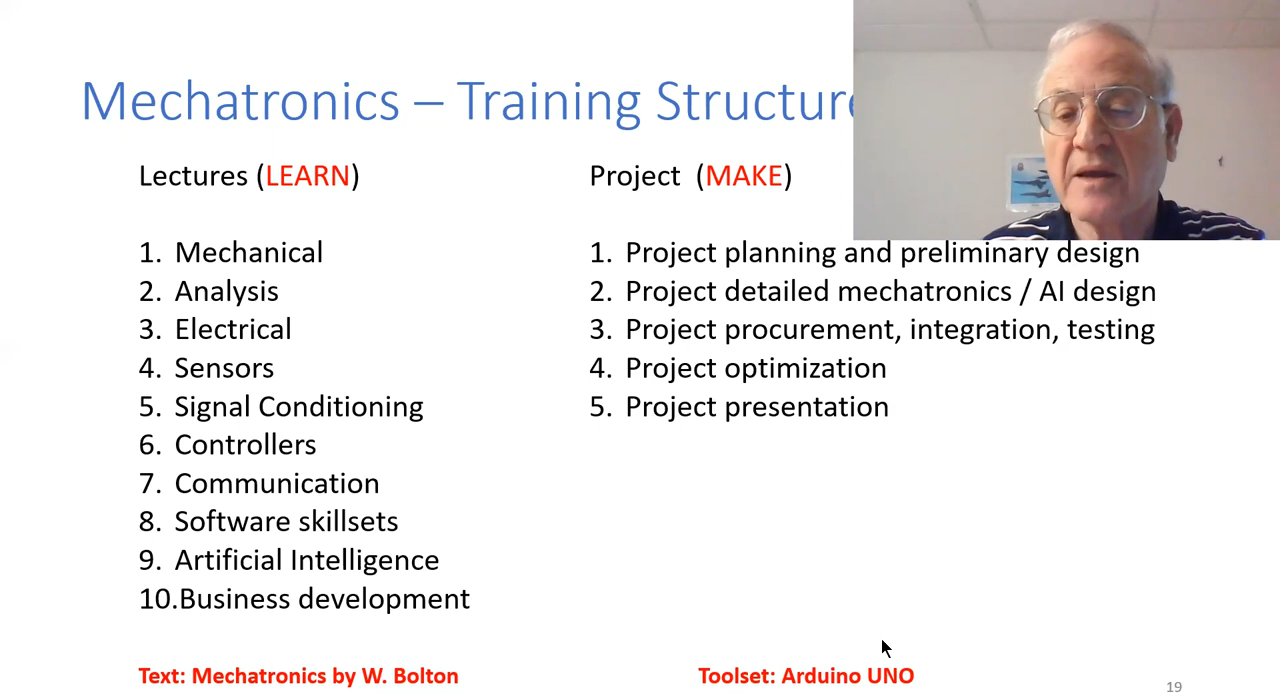 Mechatronics – Training Structure
Lectures (LEARN)
1. Mechanical
2. Analysis
3. Electrical
4. Sensors
5. Signal Conditioning
6. Controllers
7. Communication
8. Software skillsets
9. Artificial Intelligence
10.Business development
Text: Mechatronics by W. Bolton
Project (MAKE)
1. Project planning and preliminary design
2. Project detailed mechatronics / AI design
3. Project procurement, integration, testing
4. Project optimization
5. Project presentation
Toolset: Arduino UNO
19